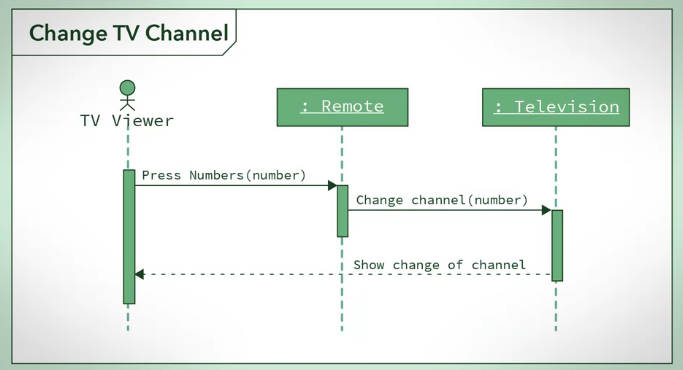 Change TV Channel
TV Viewer
: Remote
: Television
Press Numbers(number)
Change channel(number)
Show change of channel